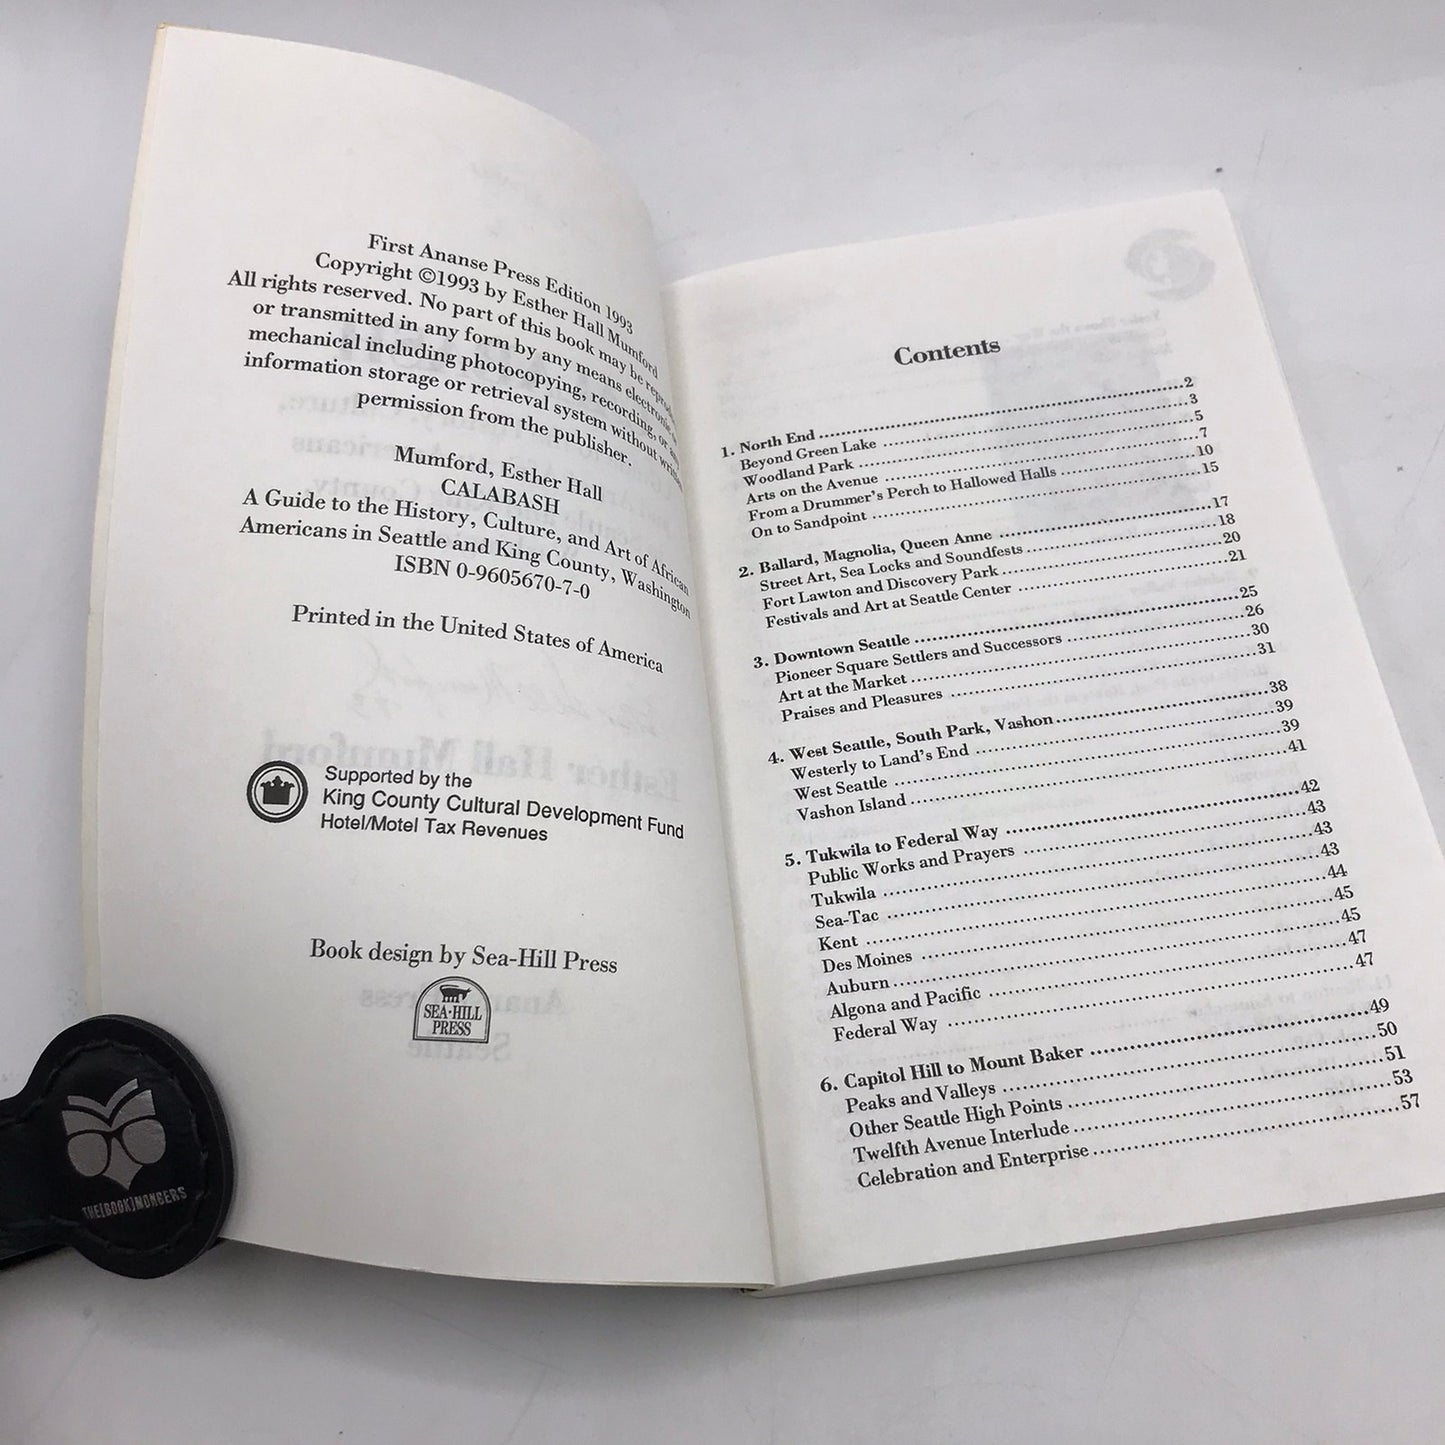 First Ananse Press Edition 1993
Copyright ©1993 by Esther Hall Mumford
All rights reserved. No part of this book may be
or transmitted in any form by any means electronic
mechanical including photocopying, recording, or
information storage or retrieval system without
permission from the publisher.
Mumford, Esther Hall
CALABASH
A Guide to the History, Culture, and Art of African
Americans in Seattle and King County, Washington
ISBN 0-9605670-7-0
Printed in the United States of America
Supported by the
King County Cultural Development Fund
Hotel/Motel Tax Revenues
Book design by Sea-Hill Press
SEA·HILL
PRESS
THE[BOOK]MONGERS
Contents
1. North End ........ 2
Beyond Green Lake ........ 3
Woodland Park ........ 5
Arts on the Avenue ........ 7
From a Drummer's Perch to Hallowed Halls ........ 10
On to Sandpoint ........ 15
2. Ballard, Magnolia, Queen Anne ........ 17
Street Art, Sea Locks and Soundfests ........ 18
Fort Lawton and Discovery Park ........ 20
Festivals and Art at Seattle Center ........ 21
3. Downtown Seattle ........ 25
Pioneer Square Settlers and Successors ........ 26
Art at the Market ........ 30
Praises and Pleasures ........ 31
4. West Seattle, South Park, Vashon ........ 38
Westerly to Land's End ........ 39
West Seattle ........ 39
Vashon Island ........ 41
5. Tukwila to Federal Way ........ 42
Public Works and Prayers ........ 43
Tukwila ........ 43
Sea-Tac ........ 43
Kent ........ 44
Des Moines ........ 45
Auburn ........ 45
Algona and Pacific ........ 47
Federal Way ........ 47
6. Capitol Hill to Mount Baker ........ 49
Peaks and Valleys ........ 50
Other Seattle High Points ........ 51
Twelfth Avenue Interlude ........ 53
Celebration and Enterprise ........ 57